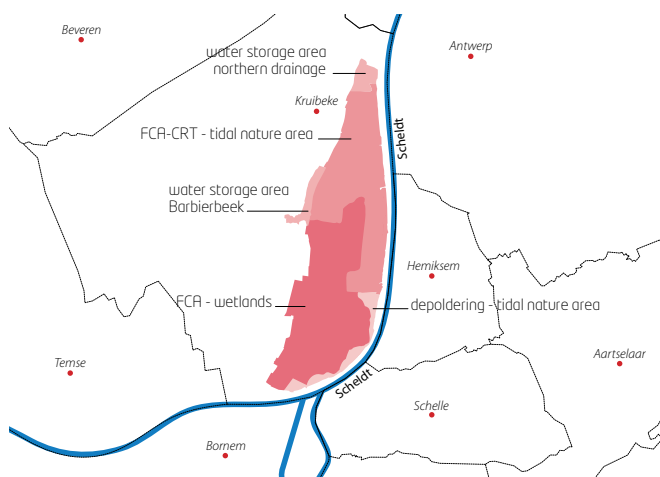 Beveren
Antwerp
water storage area
northern drainage
Kruibeke
FCA-CRT - tidal nature area
Scheldt
water storage area
Barbierbeek
Hemiksem
FCA - wetlands
depoldering - tidal nature area
Temse
Aartselaar
Scheldt
Schelle
Bornem